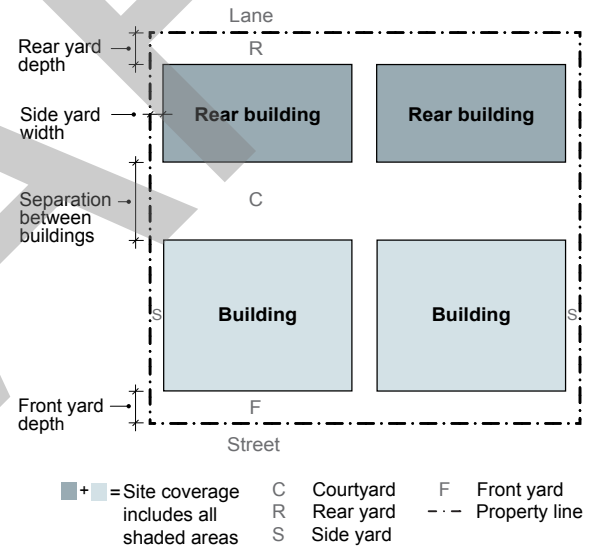 Lane
Rear yard
depth
R
Side yard
width
Rear building
Rear building
Separation
between
buildings
C
S
Building
Building
S
Front yard
depth
F
Street
+ = Site coverage
includes all
shaded areas
C Courtyard
R Rear yard
S Side yard
F Front yard
Property line